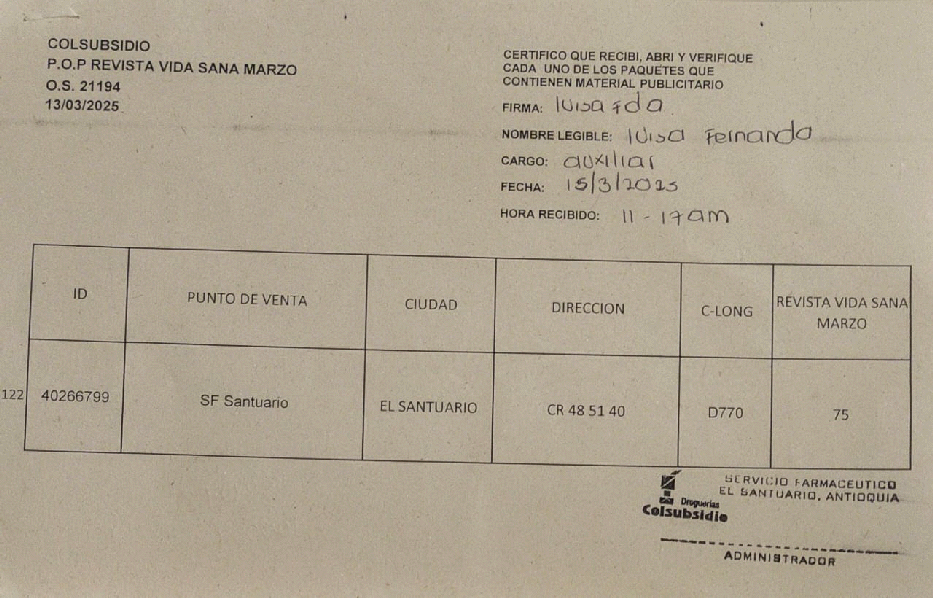 COLSUBSIDIO
P.O.P REVISTA VIDA SANA MARZO
O.S. 21194
13/03/2025
CERTIFICO QUE RECIBI, ABRI Y VERIFIQUE
CADA UNO DE LOS PAQUETES QUE
CONTIENEN MATERIAL PUBLICITARIO
FIRMA: luisa fda
NOMBRE LEGIBLE: luisa Fernanda
CARGO: auxiliar
FECHA: 15/3/2025
HORA RECIBIDO: 11-17am
ID PUNTO DE VENTA CIUDAD DIRECCION C-LONG REVISTA VIDA SANA
MARZO
122 40266799 SF Santuario EL SANTUARIO CR 48 51 40 D770 75
SERVICIO FARMACEUTICO
EL SANTUARIO, ANTIOQUIA
Droguerías
Colsubsidio
ADMINISTRADOR